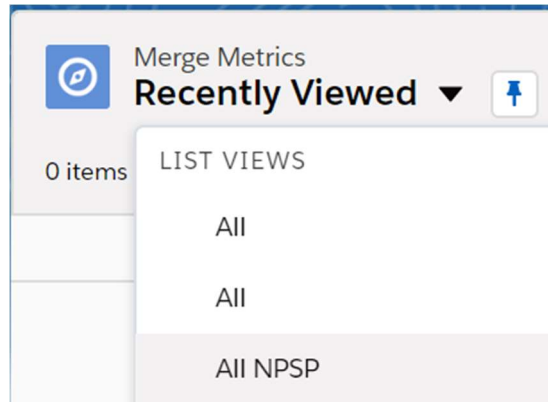 Merge Metrics
Recently Viewed
0 items
LIST VIEWS
All
All
All NPSP